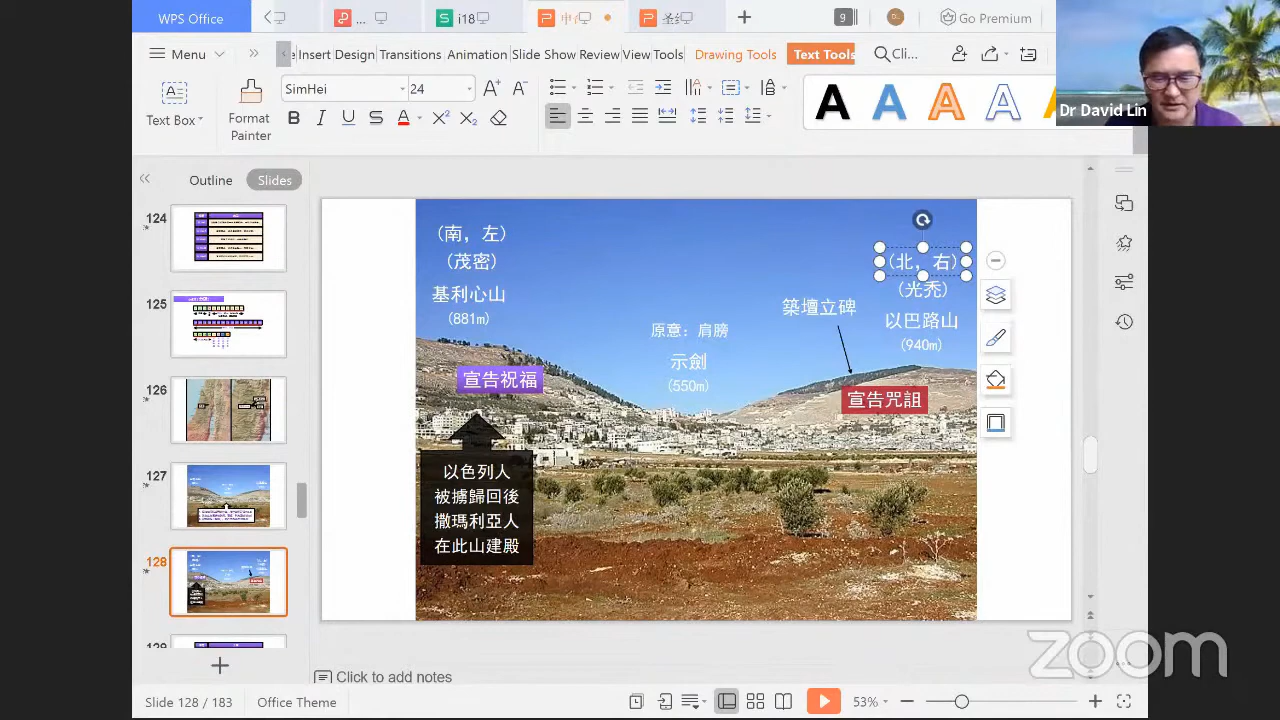 WPS Office
...
i18
9
Go Premium
Menu
Insert
Design
Transitions
Animation
Slide Show
Review
View
Tools
Drawing Tools
Text Tools
Cli...
Text Box
Format
Painter
SimHei
24
Dr David Lin
Outline
Slides
124
125
126
127
128
129
（南，左）
（茂密）
基利心山
（881m）
宣告祝福
以色列人
被擄歸回後
撒瑪利亞人
在此山建殿
原意：肩膀
示劍
（550m）
築壇立碑
（北，右）
（光禿）
以巴路山
（940m）
宣告咒詛
Click to add notes
Slide 128 / 183
Office Theme
53%
zoom